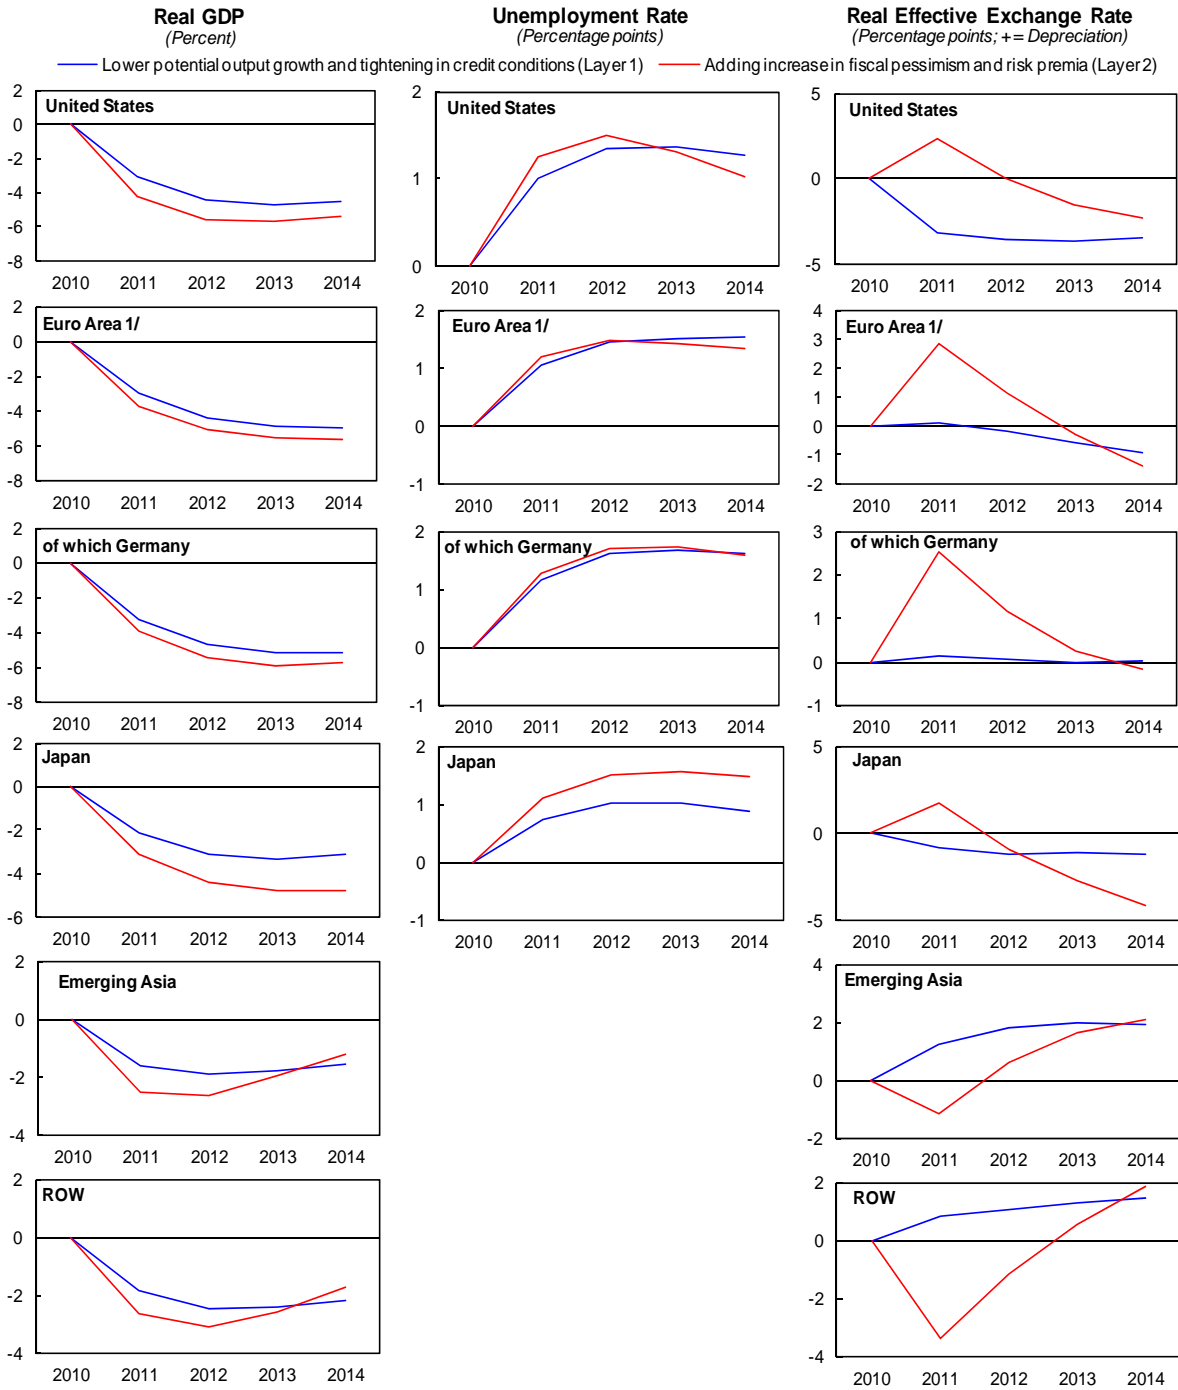 Real GDP
(Percent)
Unemployment Rate
(Percentage points)
Real Effective Exchange Rate
(Percentage points; += Depreciation)
Lower potential output growth and tightening in credit conditions (Layer 1)
Adding increase in fiscal pessimism and risk premia (Layer 2)
United States
2
0
-2
-4
-6
-8
2010 2011 2012 2013 2014
United States
2
1
0
2010 2011 2012 2013 2014
United States
5
0
-5
2010 2011 2012 2013 2014
Euro Area 1/
2
0
-2
-4
-6
-8
2010 2011 2012 2013 2014
Euro Area 1/
2
1
0
-1
2010 2011 2012 2013 2014
Euro Area 1/
4
3
2
1
0
-1
-2
2010 2011 2012 2013 2014
of which Germany
2
0
-2
-4
-6
-8
2010 2011 2012 2013 2014
of which Germany
2
1
0
-1
2010 2011 2012 2013 2014
of which Germany
3
2
1
0
-1
2010 2011 2012 2013 2014
Japan
2
0
-2
-4
-6
2010 2011 2012 2013 2014
Japan
2
1
0
-1
2010 2011 2012 2013 2014
Japan
5
0
-5
2010 2011 2012 2013 2014
Emerging Asia
2
0
-2
-4
2010 2011 2012 2013 2014
Emerging Asia
4
2
0
-2
2010 2011 2012 2013 2014
ROW
2
0
-2
-4
2010 2011 2012 2013 2014
ROW
2
0
-2
-4
2010 2011 2012 2013 2014